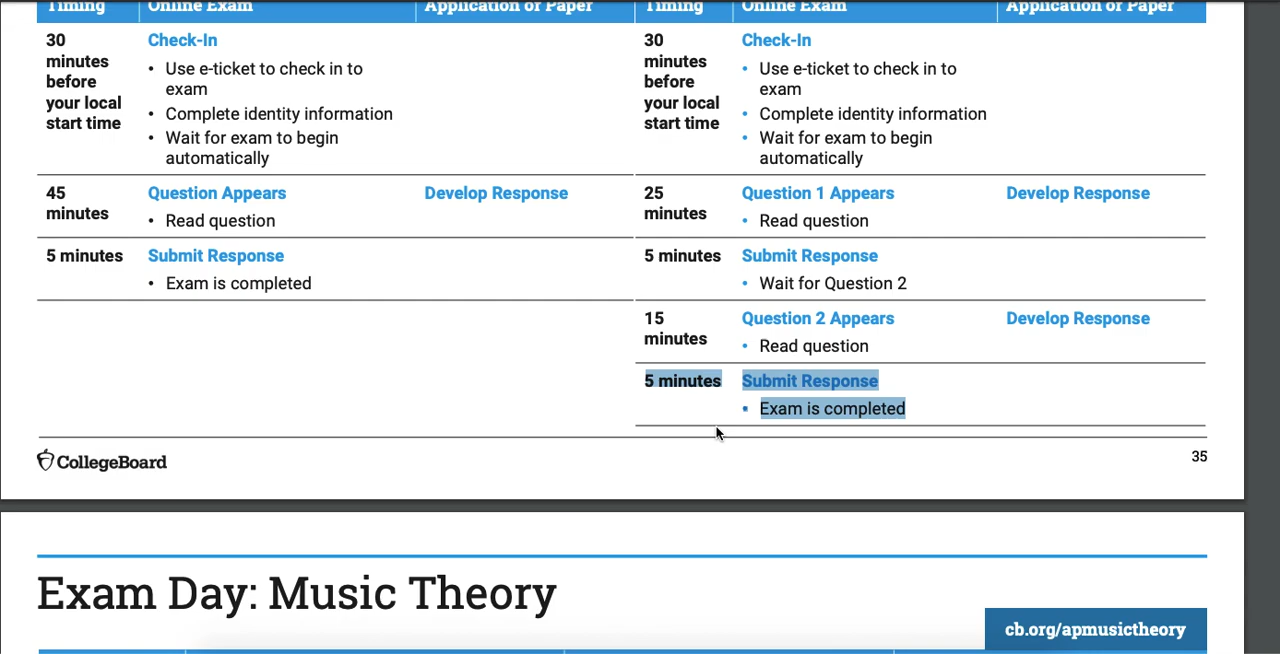 Timing Online Exam Application or Paper
30 minutes before your local start time
Check-In
• Use e-ticket to check in to
exam
• Complete identity information
• Wait for exam to begin
automatically
45
minutes
Question Appears
• Read question
Develop Response
5 minutes
Submit Response
• Exam is completed
Timing Online Exam Application or Paper
30
minutes
before
your local
start time
Check-In
• Use e-ticket to check in to
exam
• Complete identity information
• Wait for exam to begin
automatically
25
minutes
Question 1 Appears
• Read question
Develop Response
5 minutes
Submit Response
• Wait for Question 2
15
minutes
Question 2 Appears
• Read question
Develop Response
5 minutes
Submit Response
• Exam is completed
CollegeBoard
35
Exam Day: Music Theory
cb.org/apmusictheory